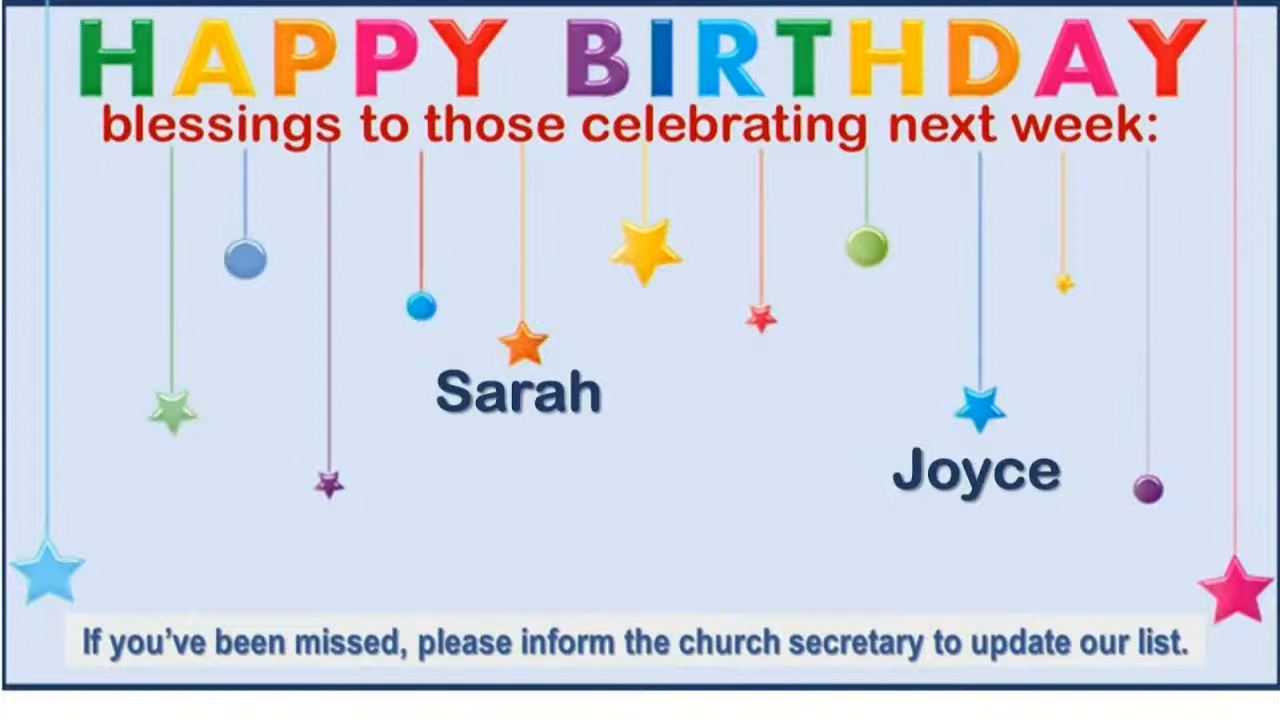 HAPPY BIRTHDAY
blessings to those celebrating next week:
Sarah
Joyce
If you’ve been missed, please inform the church secretary to update our list.